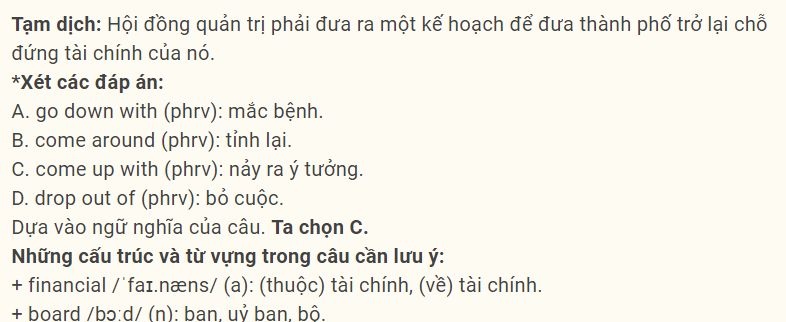 Tạm dịch: Hội đồng quản trị phải đưa ra một kế hoạch để đưa thành phố trở lại chỗ
đứng tài chính của nó.
*Xét các đáp án:
A. go down with (phrv): mắc bệnh.
B. come around (phrv): tỉnh lại.
C. come up with (phrv): nảy ra ý tưởng.
D. drop out of (phrv): bỏ cuộc.
Dựa vào ngữ nghĩa của câu. Ta chọn C.
Những cấu trúc và từ vựng trong câu cần lưu ý:
+ financial /ˈfaɪ.næns/ (a): (thuộc) tài chính, (về) tài chính.
+ board /bɔːd/ (n): ban, uỷ ban, bộ.